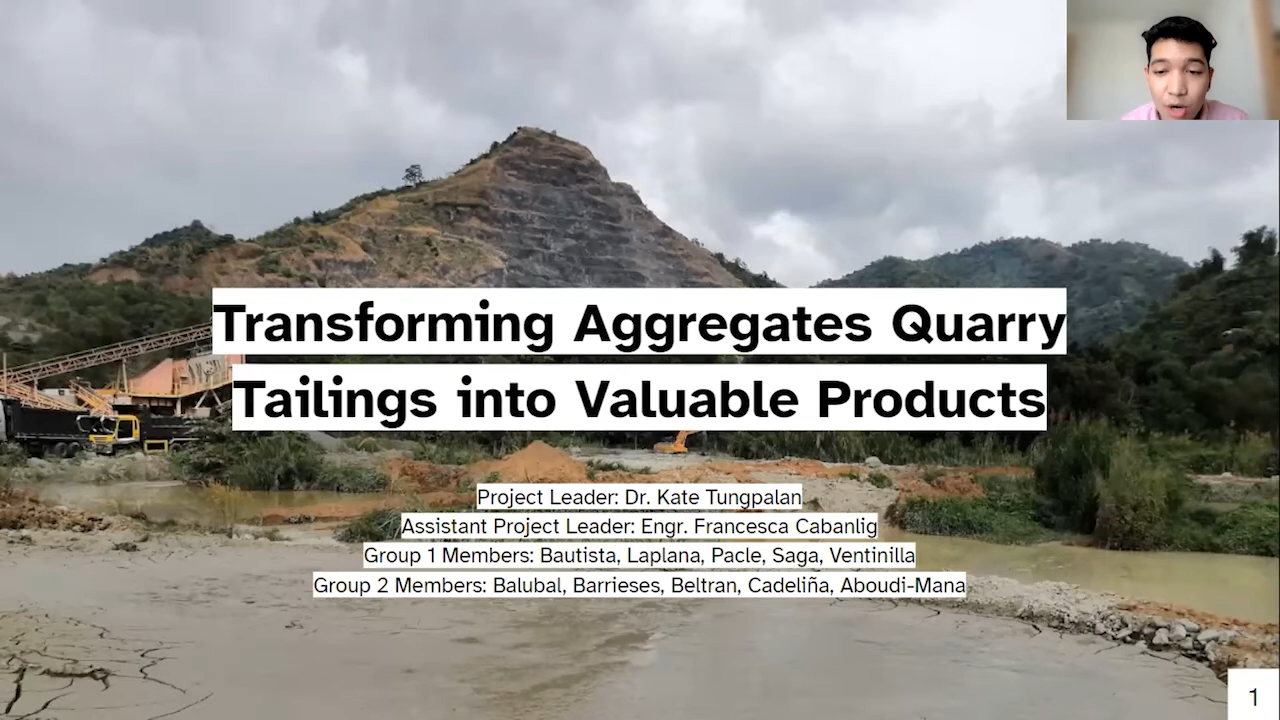 Transforming Aggregates Quarry
Tailings into Valuable Products
Project Leader: Dr. Kate Tungpalan
Assistant Project Leader: Engr. Francesca Cabanlig
Group 1 Members: Bautista, Laplana, Pacle, Saga, Ventinilla
Group 2 Members: Balubal, Barrieses, Beltran, Cadeliña, Aboudi-Mana
1